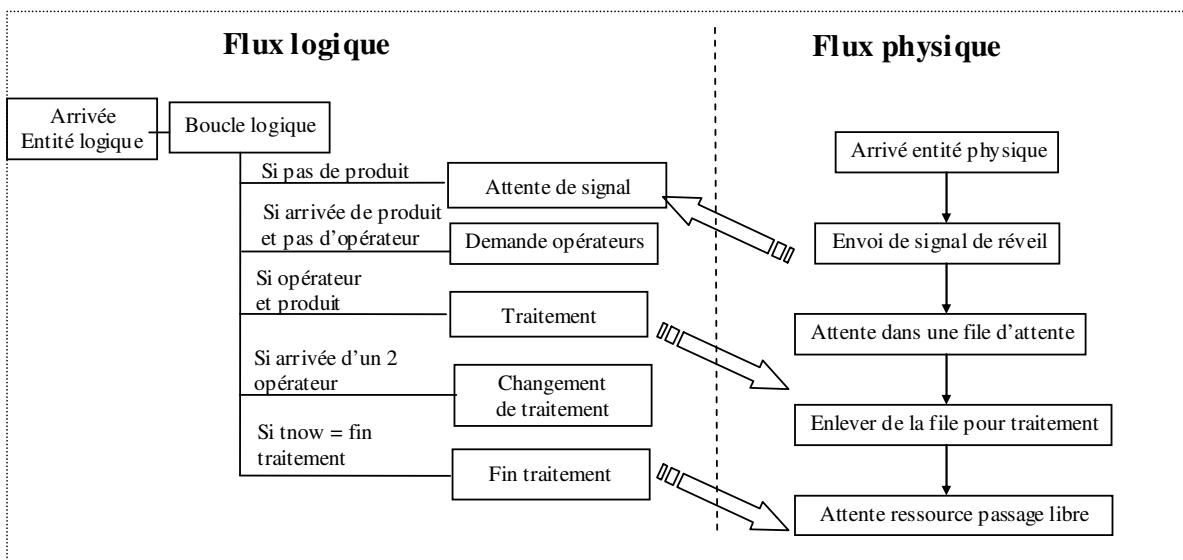 Flux logique
Arrivée
Entité logique
Boucle logique
Si pas de produit
Attente de signal
Si arrivée de produit
et pas d'opérateur
Demande opérateurs
Si opérateur
et produit
Traitement
Si arrivée d'un 2
opérateur
Changement
de traitement
Si tnow = fin
traitement
Fin traitement
Flux physique
Arrivé entité physique
Envoi de signal de réveil
Attente dans une file d'attente
Enlever de la file pour traitement
Attente ressource passage libre